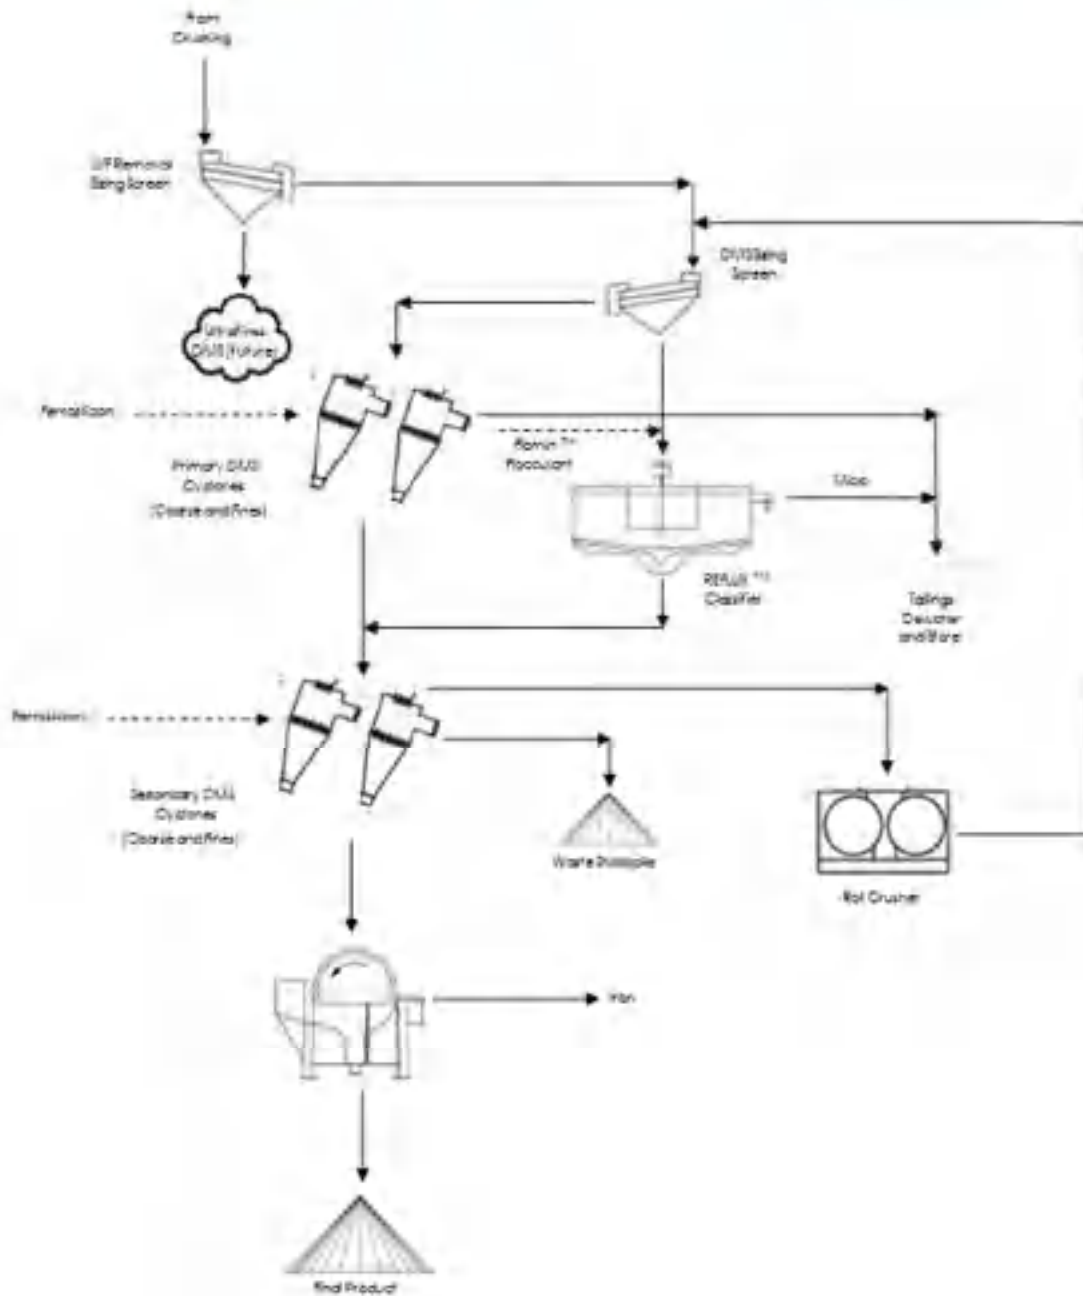 From
Crushing
U/F Removal
Sizing Screen
DMS Sizing
Screen
Ultrafines
DMS (Future)
Ferrosilicon
Primary DMS
Cyclones
(Coarse and Fines)
Flocculant
Mica
REFLUX ™
Classifier
Tailings
Dewater
and Store
Ferrosilicon
Secondary DMS
Cyclones
(Coarse and Fines)
Waste Stockpile
Roll Crusher
Iron
Final Product